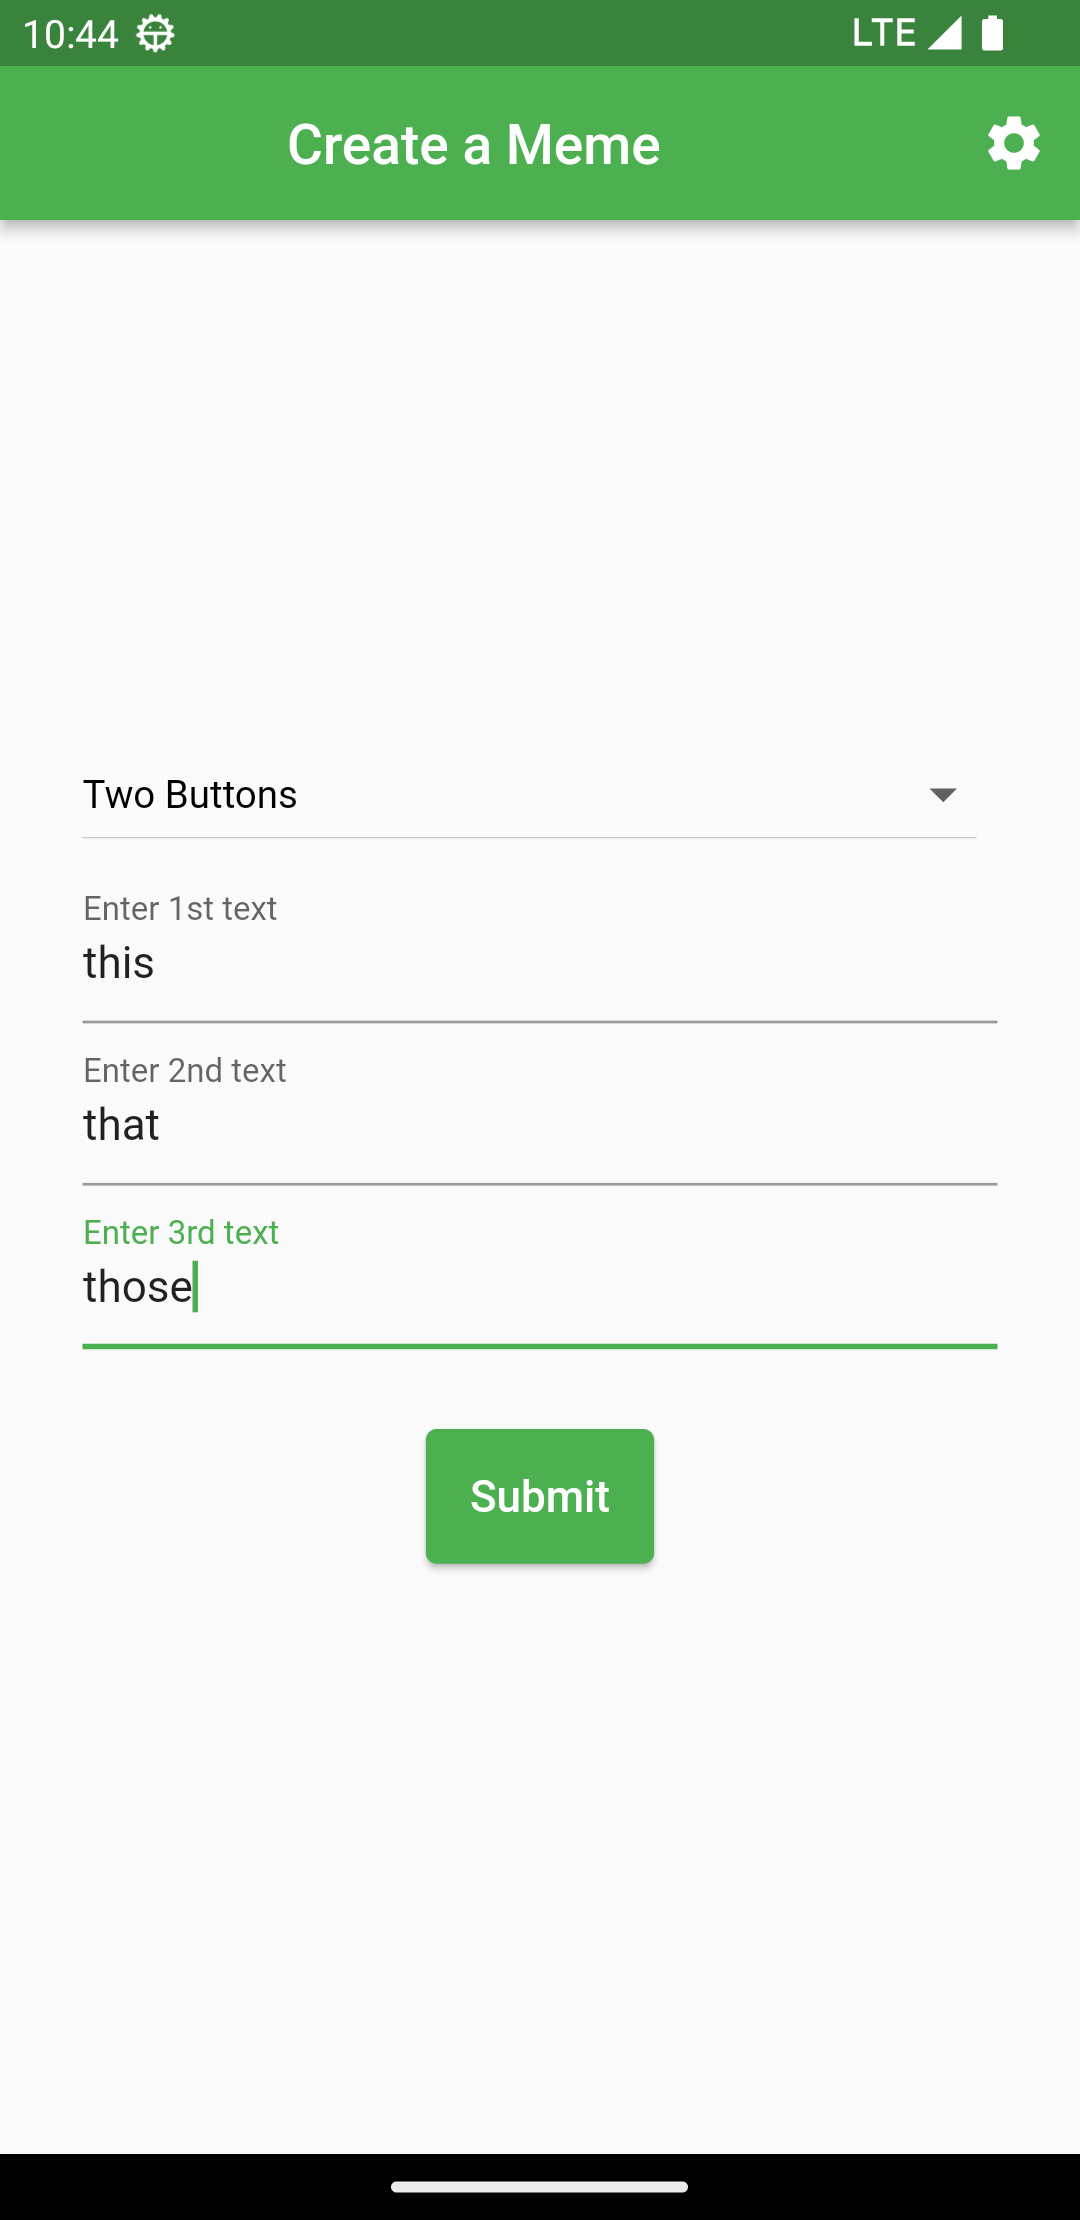 10:44 LTE
Create a Meme
Two Buttons
Enter 1st text
this
Enter 2nd text
that
Enter 3rd text
those
Submit